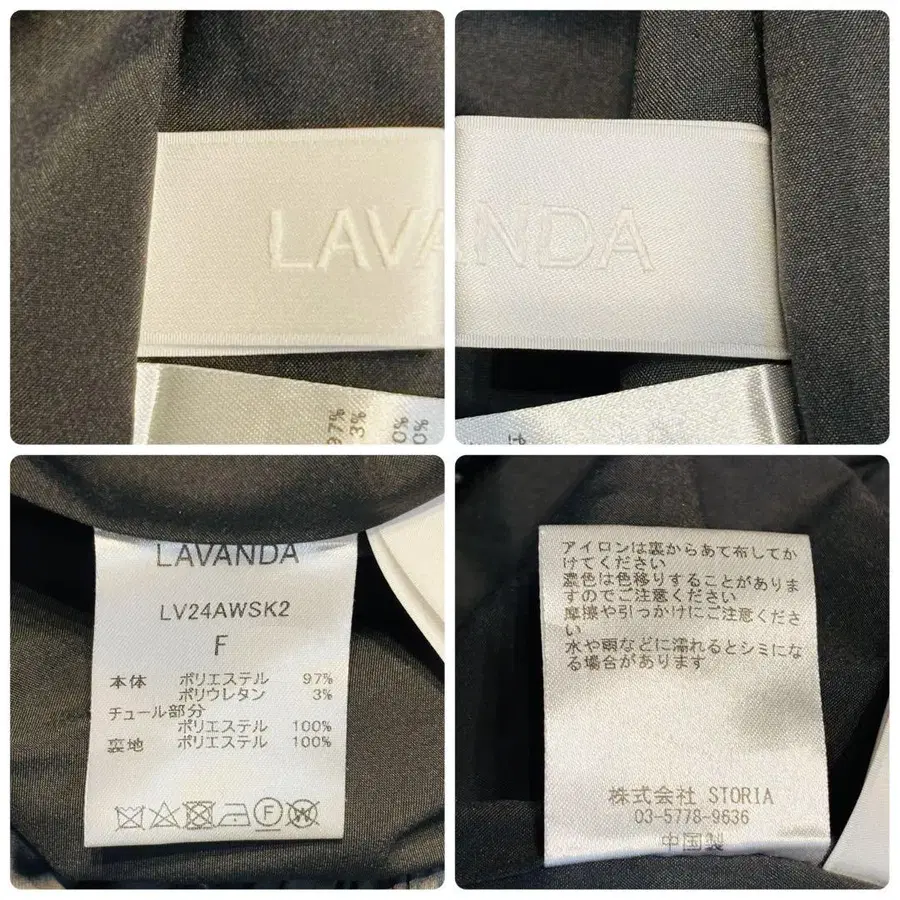 LAVANDA
97%
3%
0%
0%
LAVANDA
LV24AWSK2
F
本体 ポリエステル 97%
ポリウレタン 3%
チュール部分
ポリエステル 100%
裏地 ポリエステル 100%
F
W
アイロンは裏からあて布してか
けてください
濃色は色移りすることがありま
すのでご注意ください
摩擦や引っかけにご注意くださ
い
水や雨などに濡れるとシミにな
る場合があります
株式会社 STORIA
03-5778-9636
中国製